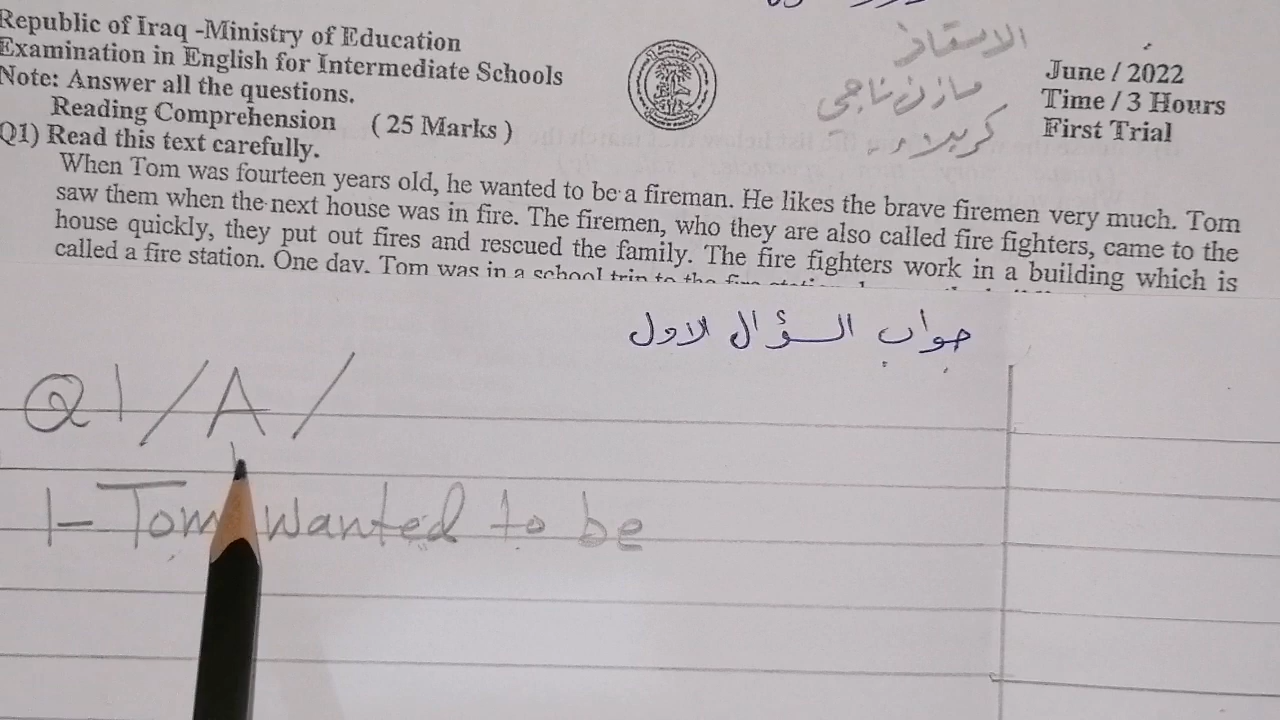 Republic of Iraq -Ministry of Education
Examination in English for Intermediate Schools
Note: Answer all the questions.
Reading Comprehension ( 25 Marks )
Q1) Read this text carefully.
الاستاذ
مازن ناجي
كربلاء
June / 2022
Time / 3 Hours
First Trial
When Tom was fourteen years old, he wanted to be a fireman. He likes the brave firemen very much. Tom
saw them when the next house was in fire. The firemen, who they are also called fire fighters, came to the
house quickly, they put out fires and rescued the family. The fire fighters work in a building which is
called a fire station. One day. Tom was in a school trip to the fire
جواب السؤال الاول
Q1/A/
1- Tom wanted to be